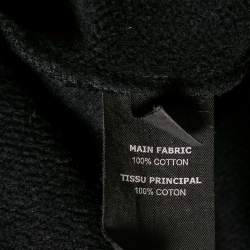 MAIN FABRIC
100% COTTON
TISSU PRINCIPAL
100% COTON